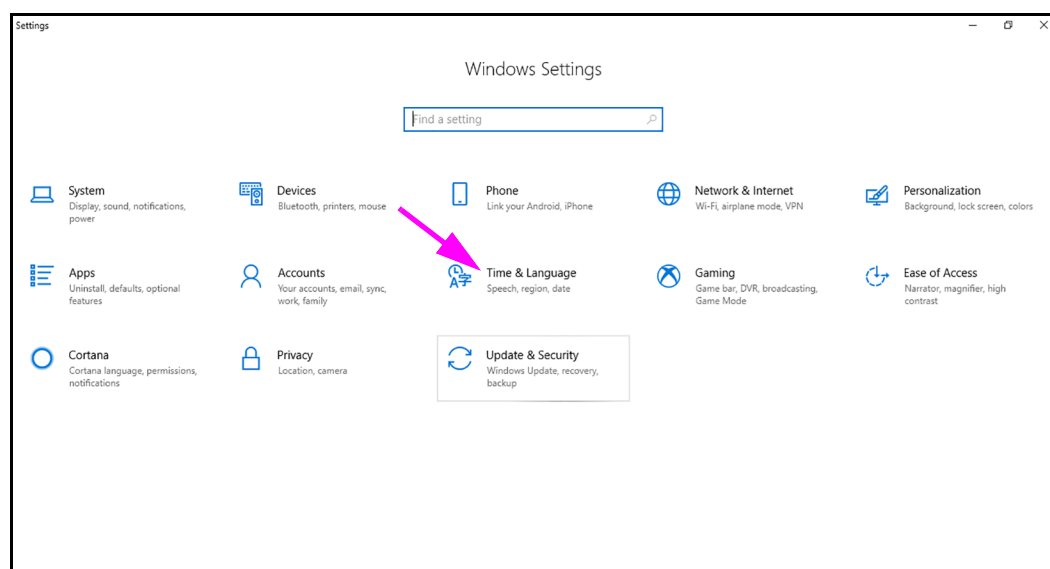 Settings
Windows Settings
Find a setting
System
Display, sound, notifications,
power
Devices
Bluetooth, printers, mouse
Phone
Link your Android, iPhone
Network & Internet
Wi-Fi, airplane mode, VPN
Personalization
Background, lock screen, colors
Apps
Uninstall, defaults, optional
features
Accounts
Your accounts, email, sync,
work, family
Time & Language
Speech, region, date
Gaming
Game bar, DVR, broadcasting,
Game Mode
Ease of Access
Narrator, magnifier, high
contrast
Cortana
Cortana language, permissions,
notifications
Privacy
Location, camera
Update & Security
Windows Update, recovery,
backup